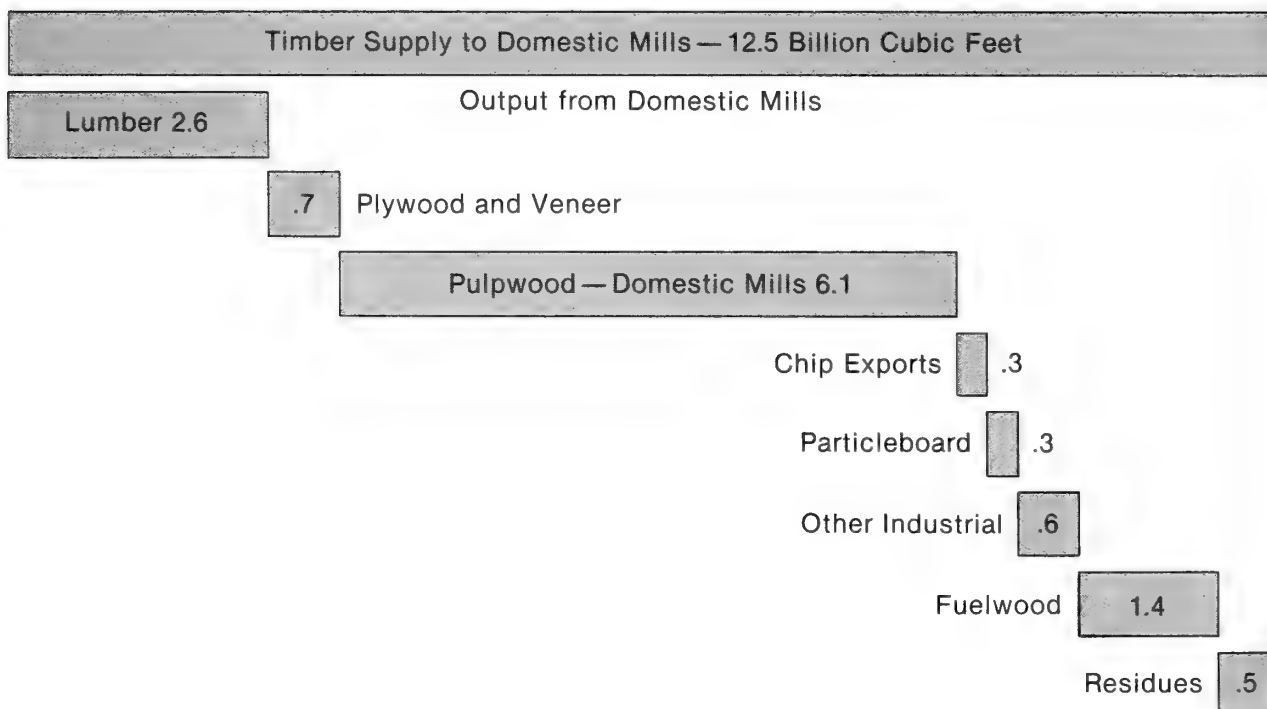 Timber Supply to Domestic Mills — 12.5 Billion Cubic Feet
Output from Domestic Mills
Lumber 2.6
.7 Plywood and Veneer
Pulpwood — Domestic Mills 6.1
Chip Exports .3
Particleboard .3
Other Industrial .6
Fuelwood 1.4
Residues .5